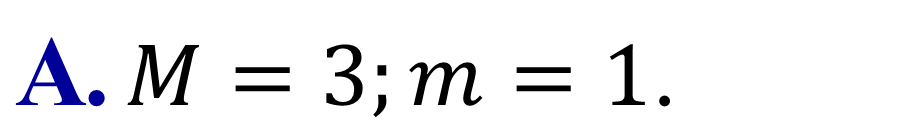 A. M = 3; m = 1.